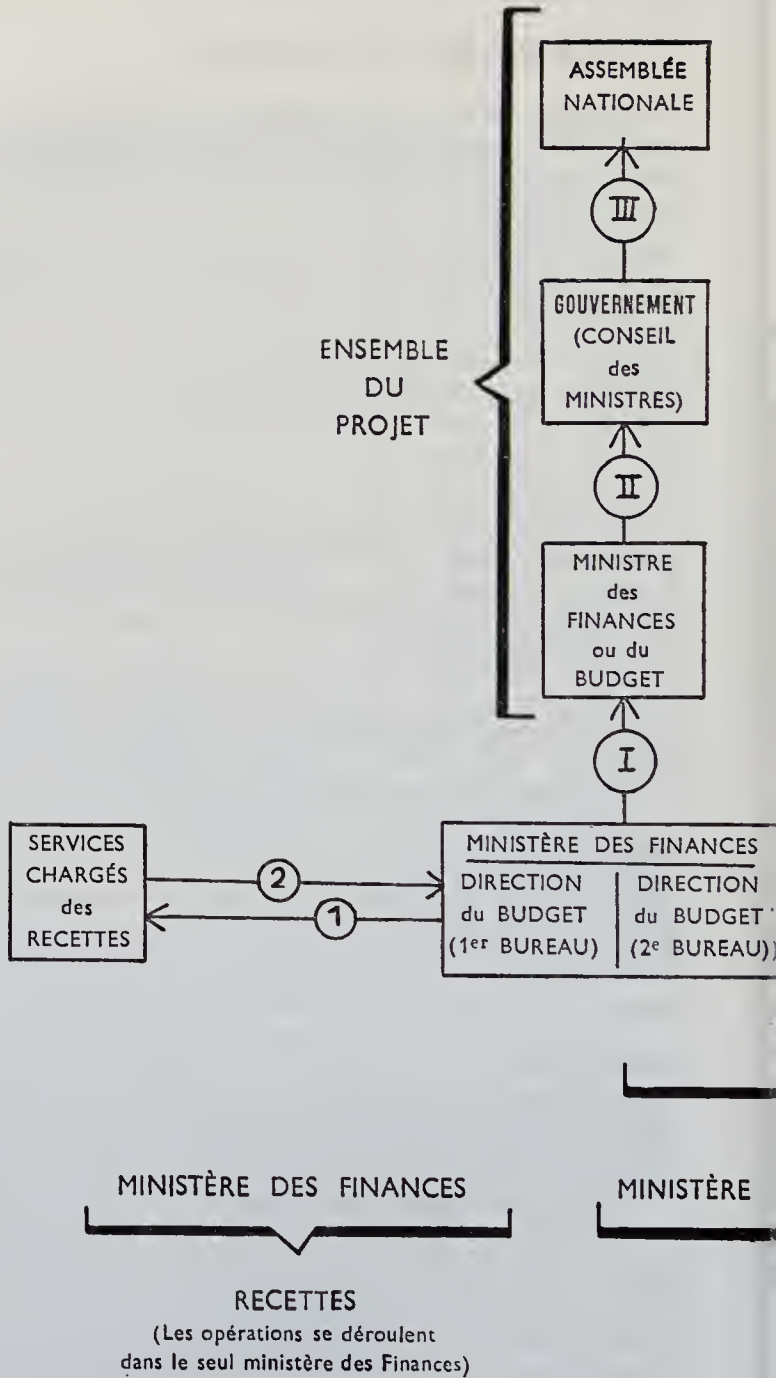 ASSEMBLÉE
NATIONALE
III
GOUVERNEMENT
(CONSEIL
des
MINISTRES)
ENSEMBLE
DU
PROJET
II
MINISTRE
des
FINANCES
ou du
BUDGET
I
SERVICES
CHARGÉS
des
RECETTES
2
1
MINISTÈRE DES FINANCES
DIRECTION
du BUDGET
(1er BUREAU)
DIRECTION
du BUDGET
(2e BUREAU))
MINISTÈRE DES FINANCES
MINISTÈRE
RECETTES
(Les opérations se déroulent
dans le seul ministère des Finances)